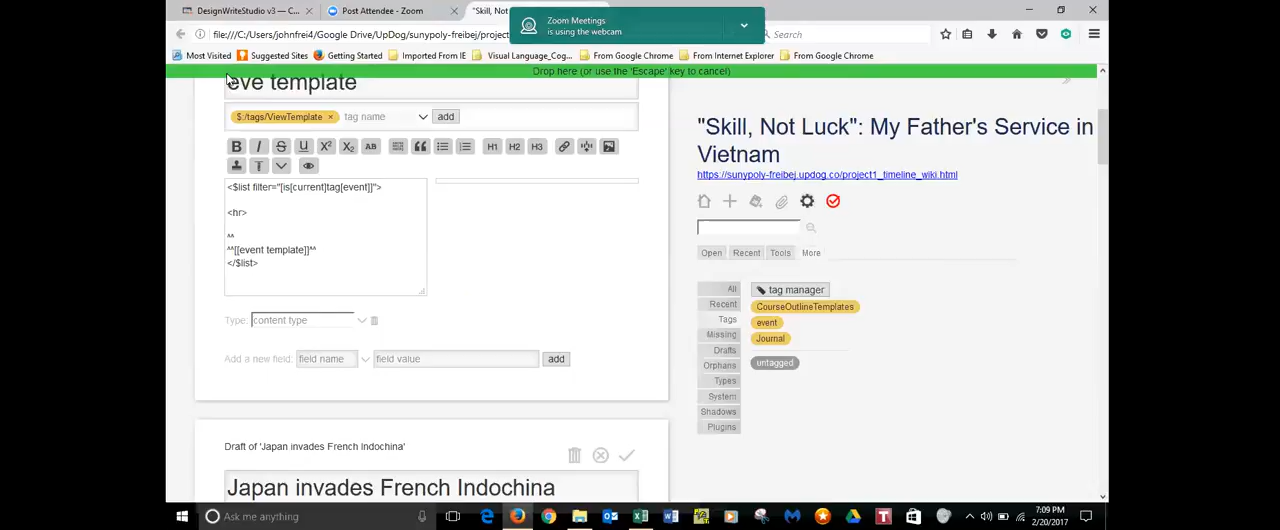 DesignWriteStudio v3 — C...
Post Attendee - Zoom
"Skill, Not Luck":
Zoom Meetings
is using the webcam
file:///C:/Users/johnfrei4/Google Drive/UpDog/sunypoly-freibej/project
Search
Most Visited
Suggested Sites
Getting Started
Imported From IE
Visual Language_Cog...
From Google Chrome
From Internet Explorer
From Google Chrome
Drop here (or use the 'Escape' key to cancel)
eve template
$:/tags/ViewTemplate ×
tag name
add
B I S U X² X₂ AB
H1 H2 H3
<$list filter="[is[current]tag[event]]">
<hr>
^^
^^[[event template]]^^
</$list>
Type:
content type
Add a new field:
field name
field value
add
Draft of 'Japan invades French Indochina'
Japan invades French Indochina
"Skill, Not Luck": My Father's Service in
Vietnam
https://sunypoly-freibej.updog.co/project1_timeline_wiki.html
Open
Recent
Tools
More
All
Recent
Tags
Missing
Drafts
Orphans
Types
System
Shadows
Plugins
tag manager
CourseOutlineTemplates
event
Journal
untagged
Ask me anything
7:09 PM
2/20/2017